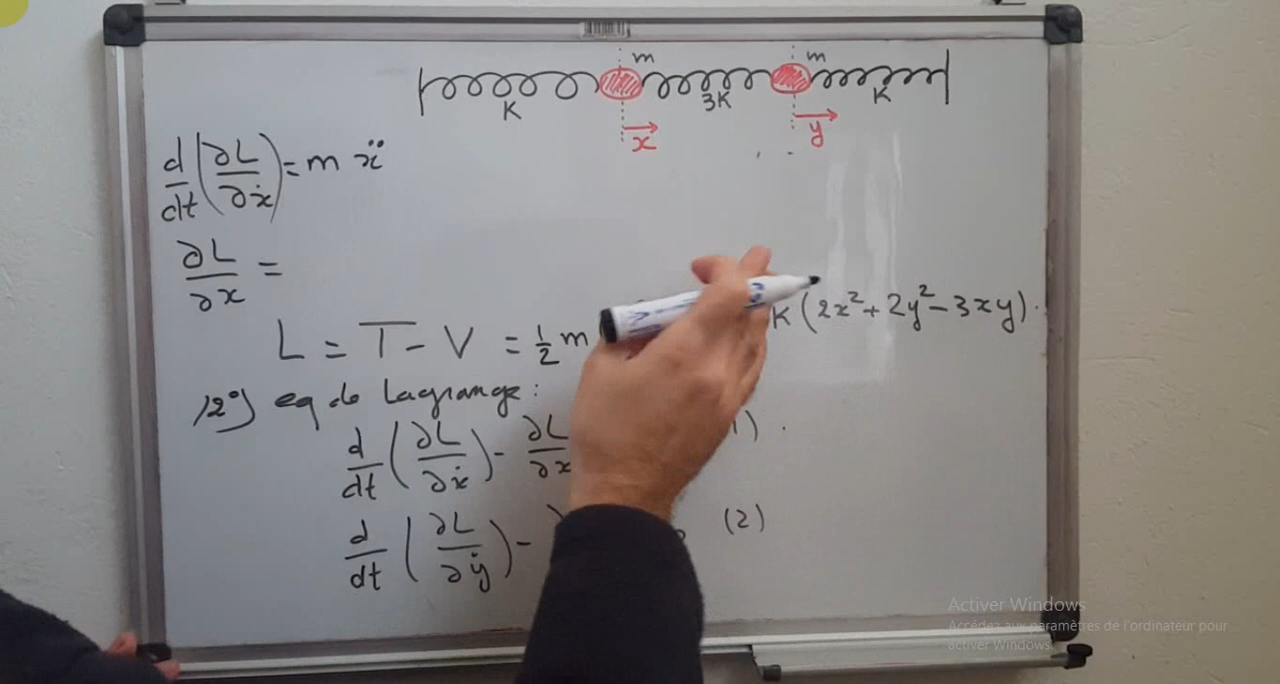 m m
K 3K K
x y
d/dt (∂L/∂ẋ) = m ẍ
∂L/∂x =
L = T - V = 1/2 m K (2x² + 2y² - 3xy).
12°) eq de Lagrange :
d/dt (∂L/∂ẋ) - ∂L/∂x 1) .
d/dt (∂L/∂ẏ) - (2)
Activer Windows
Accédez aux paramètres de l'ordinateur pour
activer Windows.